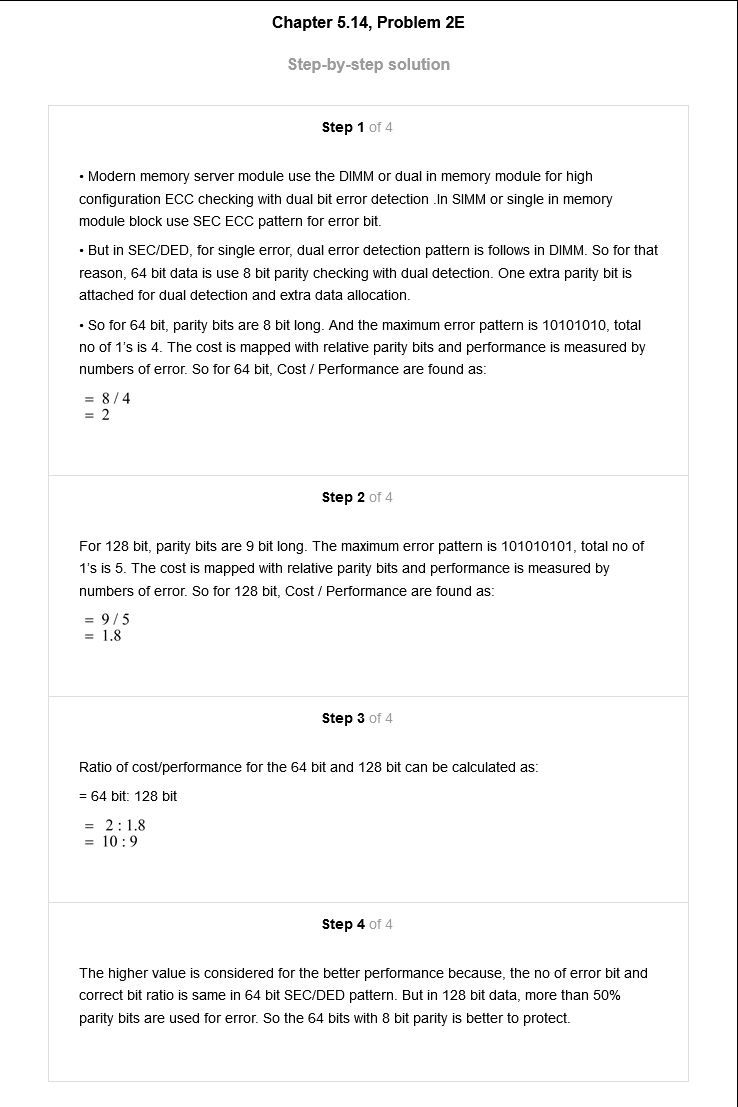 Chapter 5.14, Problem 2E
Step-by-step solution
Step 1 of 4
• Modern memory server module use the DIMM or dual in memory module for high
configuration ECC checking with dual bit error detection .In SIMM or single in memory
module block use SEC ECC pattern for error bit.
• But in SEC/DED, for single error, dual error detection pattern is follows in DIMM. So for that
reason, 64 bit data is use 8 bit parity checking with dual detection. One extra parity bit is
attached for dual detection and extra data allocation.
• So for 64 bit, parity bits are 8 bit long. And the maximum error pattern is 10101010, total
no of 1's is 4. The cost is mapped with relative parity bits and performance is measured by
numbers of error. So for 64 bit, Cost / Performance are found as:
= 8 / 4
= 2
Step 2 of 4
For 128 bit, parity bits are 9 bit long. The maximum error pattern is 101010101, total no of
1's is 5. The cost is mapped with relative parity bits and performance is measured by
numbers of error. So for 128 bit, Cost / Performance are found as:
= 9 / 5
= 1.8
Step 3 of 4
Ratio of cost/performance for the 64 bit and 128 bit can be calculated as:
= 64 bit: 128 bit
= 2 : 1.8
= 10 : 9
Step 4 of 4
The higher value is considered for the better performance because, the no of error bit and
correct bit ratio is same in 64 bit SEC/DED pattern. But in 128 bit data, more than 50%
parity bits are used for error. So the 64 bits with 8 bit parity is better to protect.